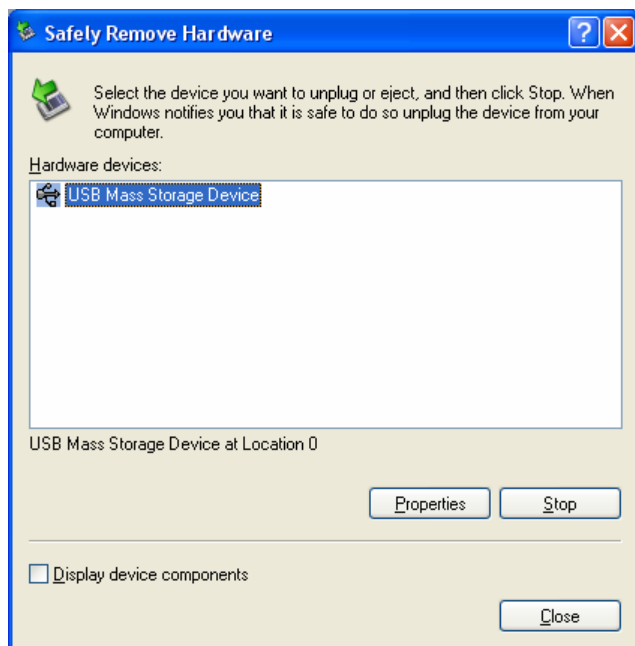 Safely Remove Hardware
Select the device you want to unplug or eject, and then click Stop. When
Windows notifies you that it is safe to do so unplug the device from your
computer.
Hardware devices:
USB Mass Storage Device
USB Mass Storage Device at Location 0
Properties Stop
Display device components
Close